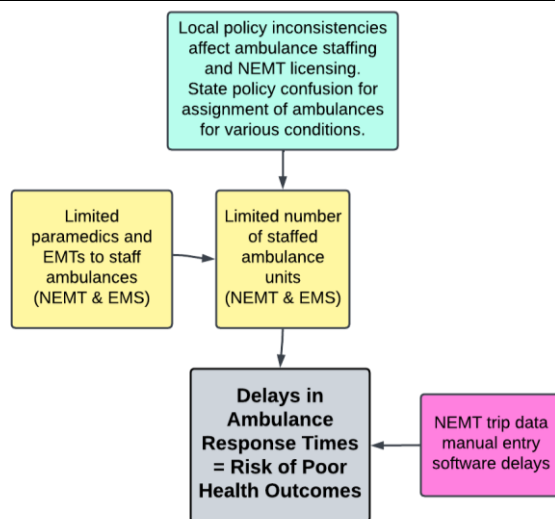 Local policy inconsistencies
affect ambulance staffing
and NEMT licensing.
State policy confusion for
assignment of ambulances
for various conditions.
Limited
paramedics and
EMTs to staff
ambulances
(NEMT & EMS)
Limited number
of staffed
ambulance
units
(NEMT & EMS)
Delays in
Ambulance
Response Times
= Risk of Poor
Health Outcomes
NEMT trip data
manual entry
software delays